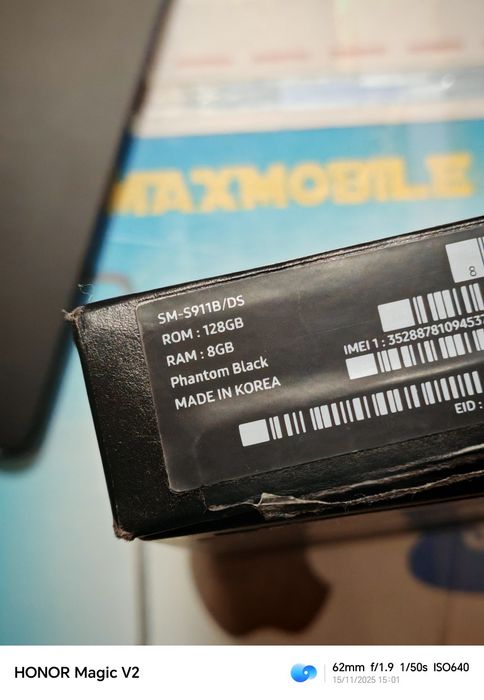 MAXMOBILE
SM-S911B/DS
ROM : 128GB
RAM : 8GB
Phantom Black
MADE IN KOREA
8
IMEI 1 : 3528878109453
EID :
HONOR Magic V2
62mm f/1.9 1/50s ISO640
15/11/2025 15:01